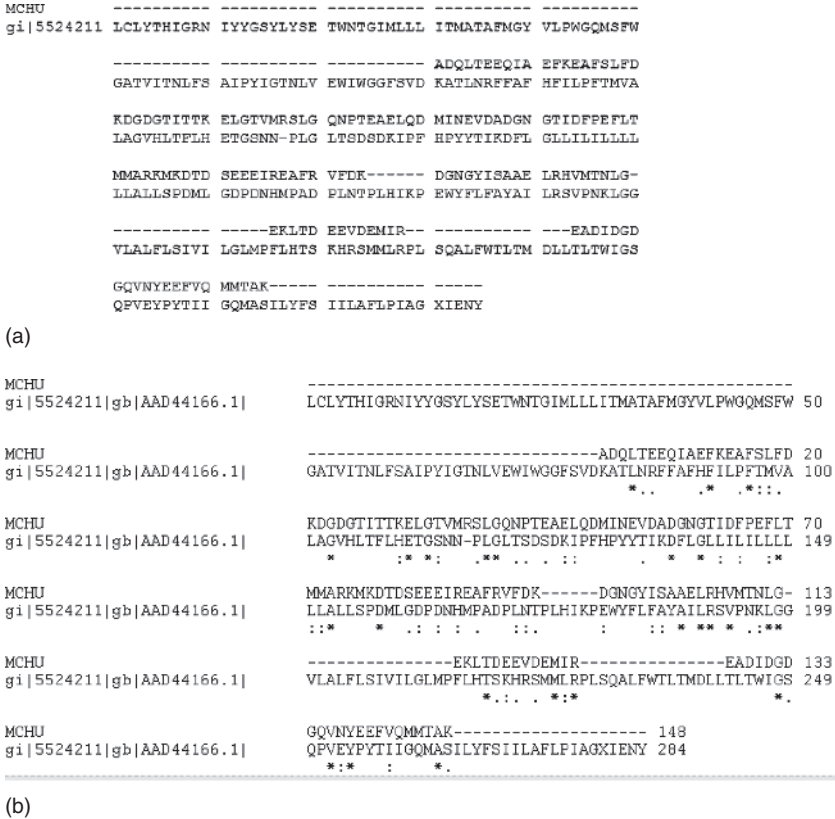 MCHU ---------- ---------- ---------- ---------- ----------
gi|5524211 LCLYTHIGRN IYYGSYLYSE TWNTGIMLLL ITMATAFMGY VLPWGQMSFW
---------- ---------- ---------- ADQLTEEQIA EFKEAFSLFD
GATVITNLFS AIPYIGTNLV EWIWGGFSVD KATLNRFFAF HFILPFTMVA
KDGDGTITTK ELGTVMRSLG QNPTEAELQD MINEVDADGN GTIDFPEFLT
LAGVHLTFLH ETGSNN-PLG LTSDSDKIPF HPYYTIKDFL GLLILILLLL
MMARKMKDTD SEEEIREAFR VFDK------ DGNGYISAAE LRHVMTNLG-
LLALLSPDML GDPDNHMPAD PLNTPLHIKP EWYFLFAYAI LRSVPNKLGG
---------- -----EKLTD EEVDEMIR-- ---------- ---EADIDGD
VLALFLSIVI LGLMPFLHTS KHRSMMLRPL SQALFWTLTM DLLTLTWIGS
GQVNYEEFVQ MMTAK----- ---------- ----------
QPVEYPYTII GQMASILYFS IILAFLPIAG XIENY
(a)
MCHU --------------------------------------------------
gi|5524211|gb|AAD44166.1| LCLYTHIGRNIYYGSYLYSETWNTGIMLLLITMATAFMGYVLPWGQMSFW 50
MCHU ------------------------------ADQLTEEQIAEFKEAFSLFD 20
gi|5524211|gb|AAD44166.1| GATVITNLFSAIPYIGTNLVEWIWGGFSVDKATLNRFFAFHFILPFTMVA 100
*.. .* .*::.
MCHU KDGDGTITTKELGTVMRSLGQNPTEAELQDMINEVDADGNGTIDFPEFLT 70
gi|5524211|gb|AAD44166.1| LAGVHLTFLHETGSNN-PLGLTSDSDKIPFHPYYTIKDFLGLLILILLLL 149
* :* *: .** . . . :: . * * : : :*
MCHU MMARKMKDTDSEEEIREAFRVFDK------DGNGYISAAELRHVMTNLG- 113
gi|5524211|gb|AAD44166.1| LLALLSPDMLGDPDNHMPADPLNTPLHIKPEWYFLFAYAILRSVPNKLGG 199
::* * .: : : . ::. : :: * ** * .:**
MCHU ---------------EKLTDEEVDEMIR---------------EADIDGD 133
gi|5524211|gb|AAD44166.1| VLALFLSIVILGLMPFLHTSKHRSMMLRPLSQALFWTLTMDLLTLTWIGS 249
*.:. . *:* *.
MCHU GQVNYEEFVQMMTAK-------------------- 148
gi|5524211|gb|AAD44166.1| QPVEYPYTIIGQMASILYFSIILAFLPIAGXIENY 284
*:* : *.
(b)